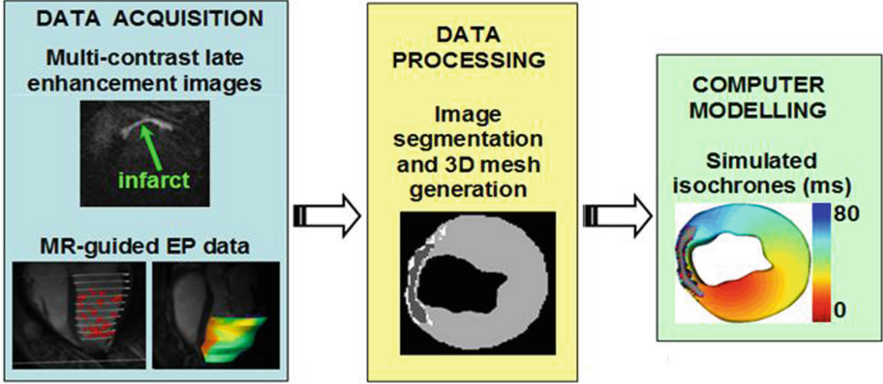 DATA ACQUISITION
Multi-contrast late
enhancement images
infarct
MR-guided EP data
DATA
PROCESSING
Image
segmentation
and 3D mesh
generation
COMPUTER
MODELLING
Simulated
isochrones (ms)
80
0